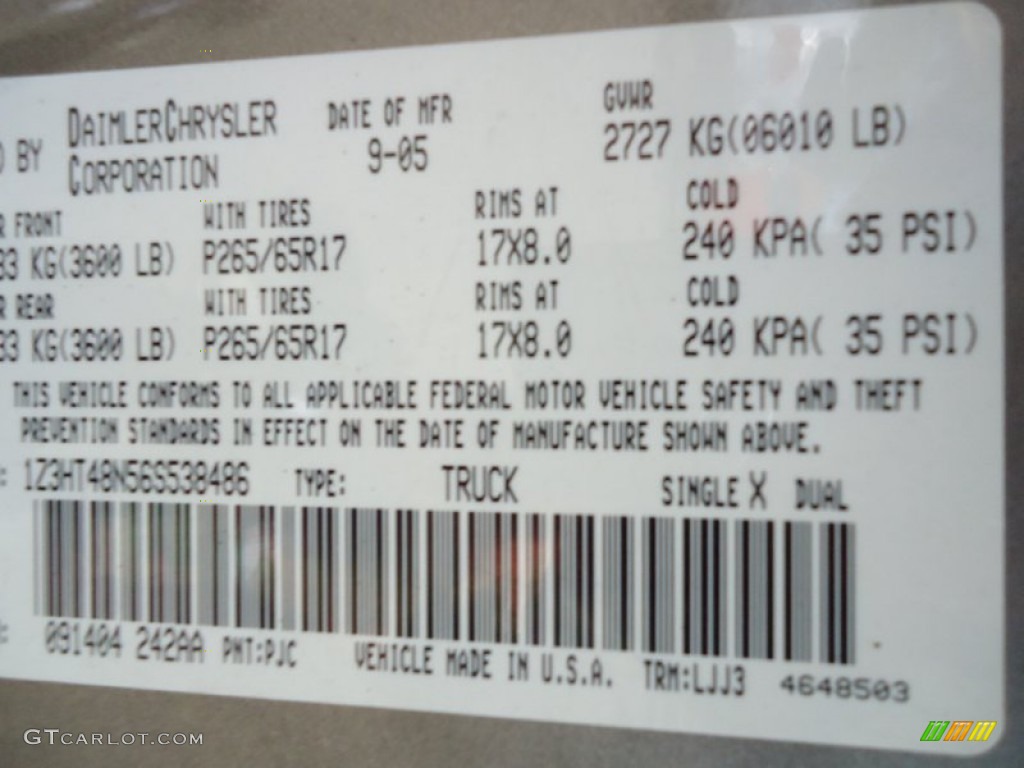 D BY DAIMLERCHRYSLER CORPORATION
DATE OF MFR
9-05
GVWR
2727 KG(06010 LB)
R FRONT WITH TIRES RIMS AT COLD
83 KG(3600 LB) P265/65R17 17X8.0 240 KPA( 35 PSI)
R REAR WITH TIRES RIMS AT COLD
83 KG(3600 LB) P265/65R17 17X8.0 240 KPA( 35 PSI)
THIS VEHICLE CONFORMS TO ALL APPLICABLE FEDERAL MOTOR VEHICLE SAFETY AND THEFT
PREVENTION STANDARDS IN EFFECT ON THE DATE OF MANUFACTURE SHOWN ABOVE.
: 1Z3HT48N56S538486 TYPE: TRUCK SINGLE X DUAL
: 091404 242AA PNT:PJC VEHICLE MADE IN U.S.A. TRM:LJJ3 4648503
GTCARLOT.COM